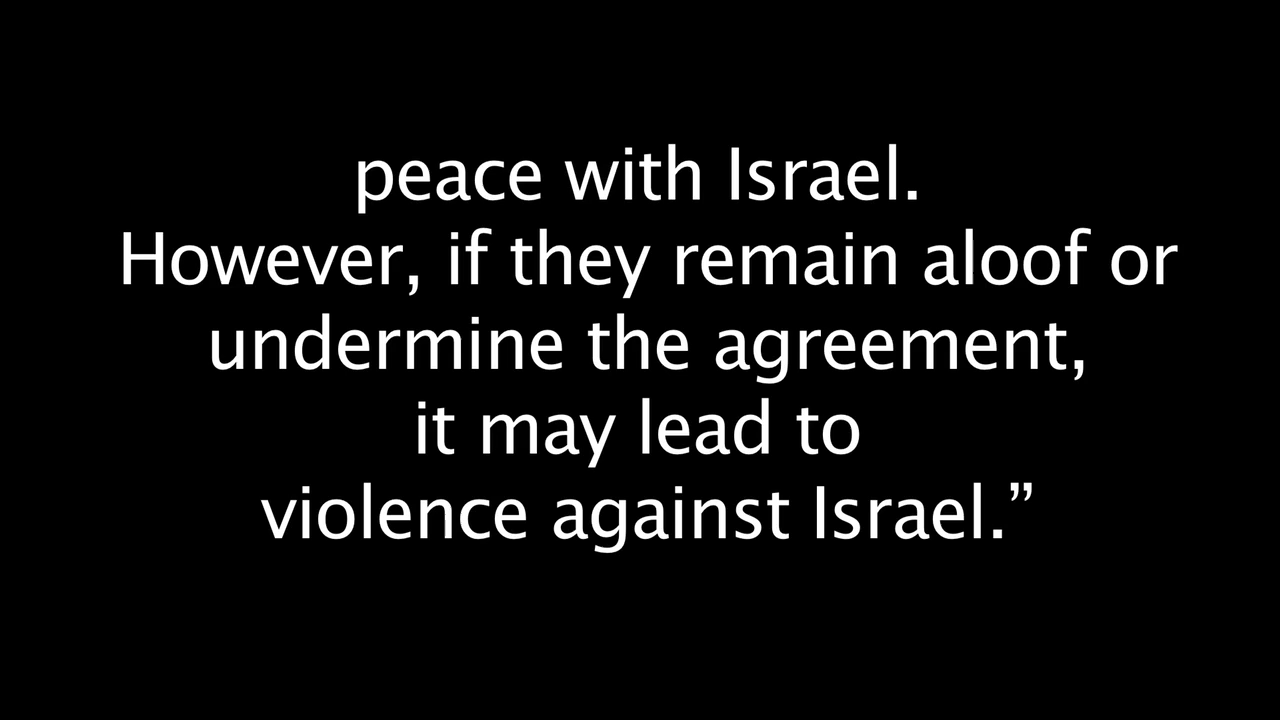 peace with Israel.
However, if they remain aloof or
undermine the agreement,
it may lead to
violence against Israel.”